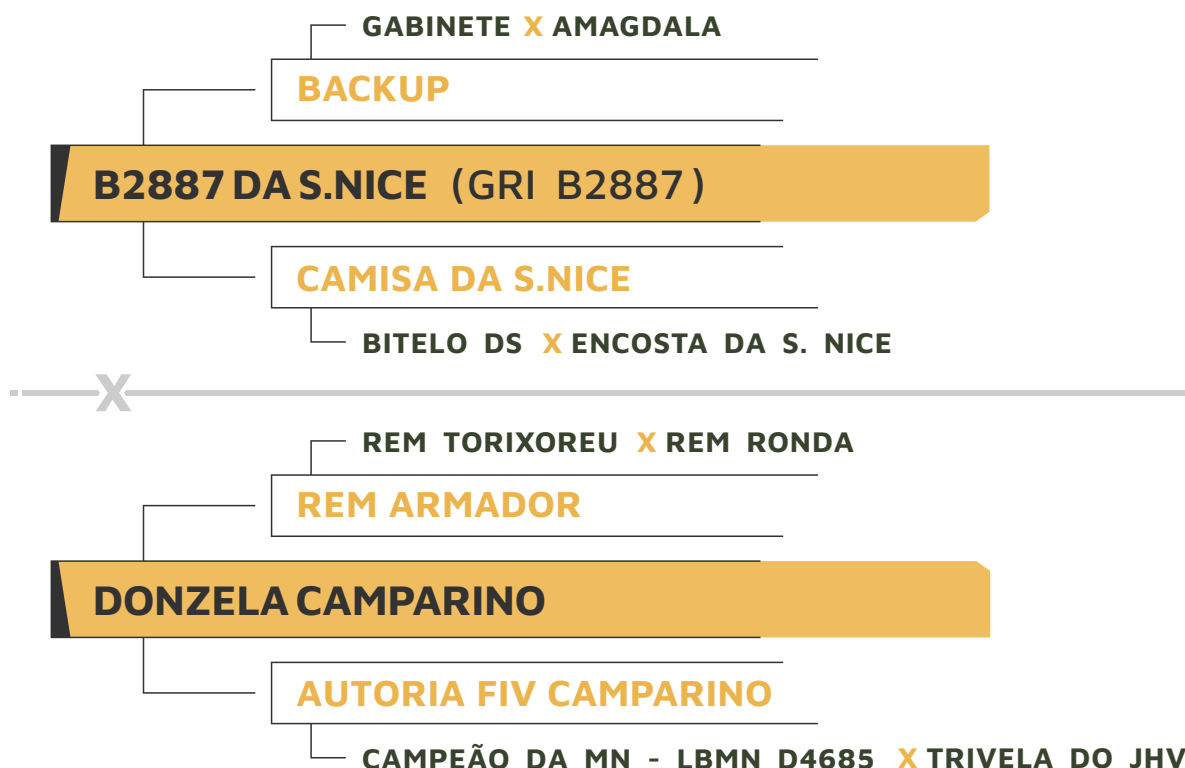 GABINETE X AMAGDALA
BACKUP
B2887 DA S.NICE (GRI B2887)
CAMISA DA S.NICE
BITELO DS X ENCOSTA DA S. NICE
X
REM TORIXOREU X REM RONDA
REM ARMADOR
DONZELA CAMPARINO
AUTORIA FIV CAMPARINO
CAMPEÃO DA MN - LBMN D4685 X TRIVELA DO JHV